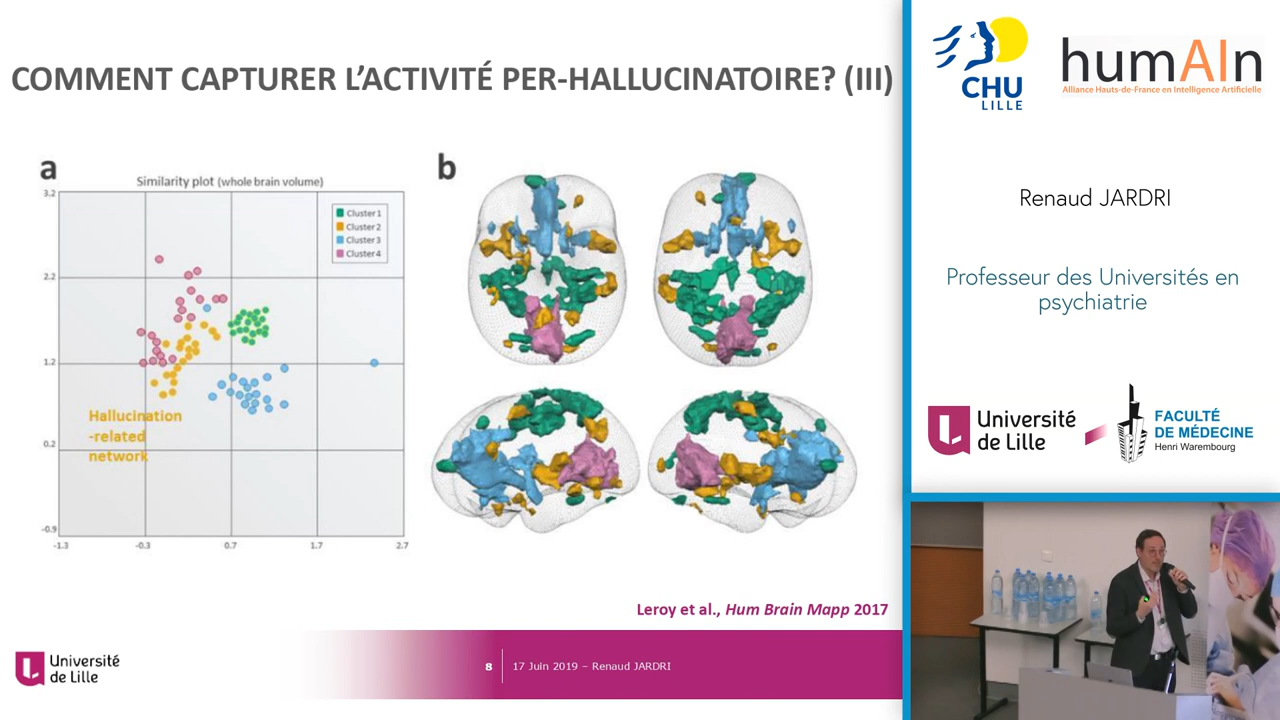 COMMENT CAPTURER L'ACTIVITÉ PER-HALLUCINATOIRE? (III)
a
Similarity plot (whole brain volume)
3.2
2.2
1.2
0.2
-0.9
-1.3
-0.3
0.7
1.7
2.7
Cluster 1
Cluster 2
Cluster 3
Cluster 4
Hallucination
-related
network
b
Leroy et al., Hum Brain Mapp 2017
Université
de Lille
8
17 Juin 2019 – Renaud JARDRI
CHU
LILLE
humAIn
Alliance Hauts-de-France en Intelligence Artificielle
Renaud JARDRI
Professeur des Universités en
psychiatrie
Université
de Lille
FACULTÉ
DE MÉDECINE
Henri Warembourg